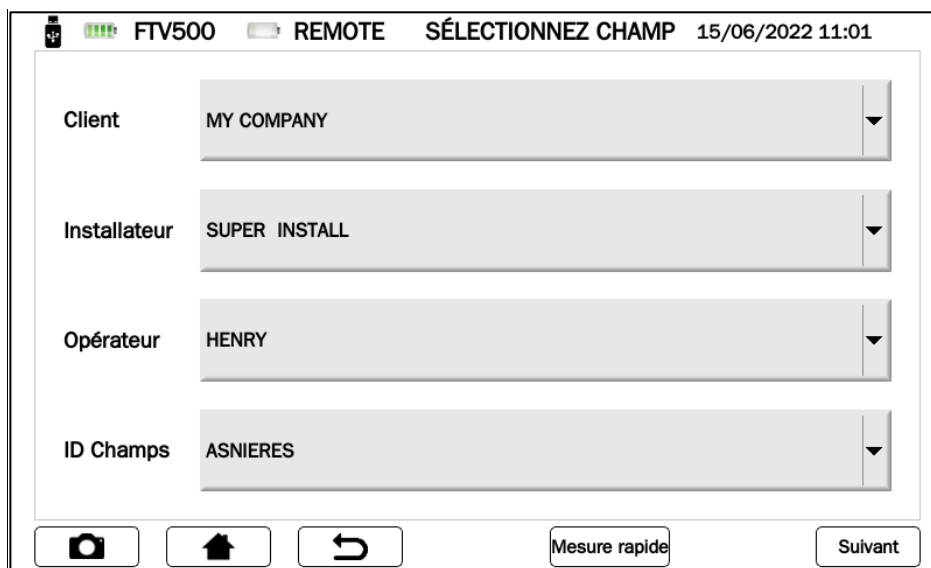 FTV500 REMOTE SÉLECTIONNEZ CHAMP 15/06/2022 11:01
Client MY COMPANY
Installateur SUPER INSTALL
Opérateur HENRY
ID Champs ASNIERES
Mesure rapide Suivant